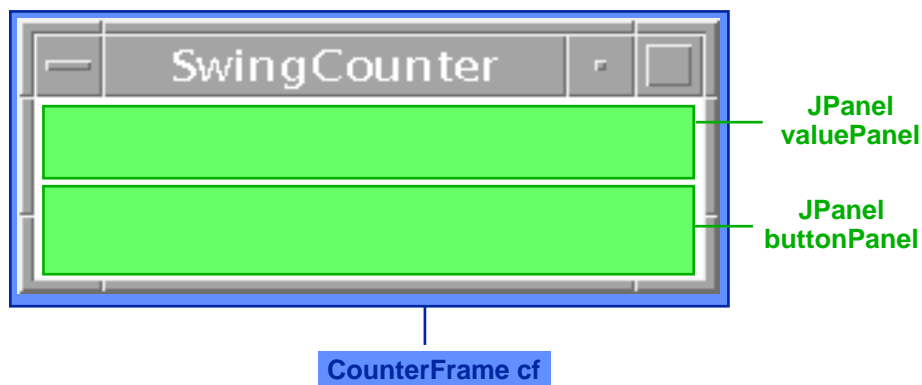 SwingCounter
JPanel
valuePanel
JPanel
buttonPanel
CounterFrame cf